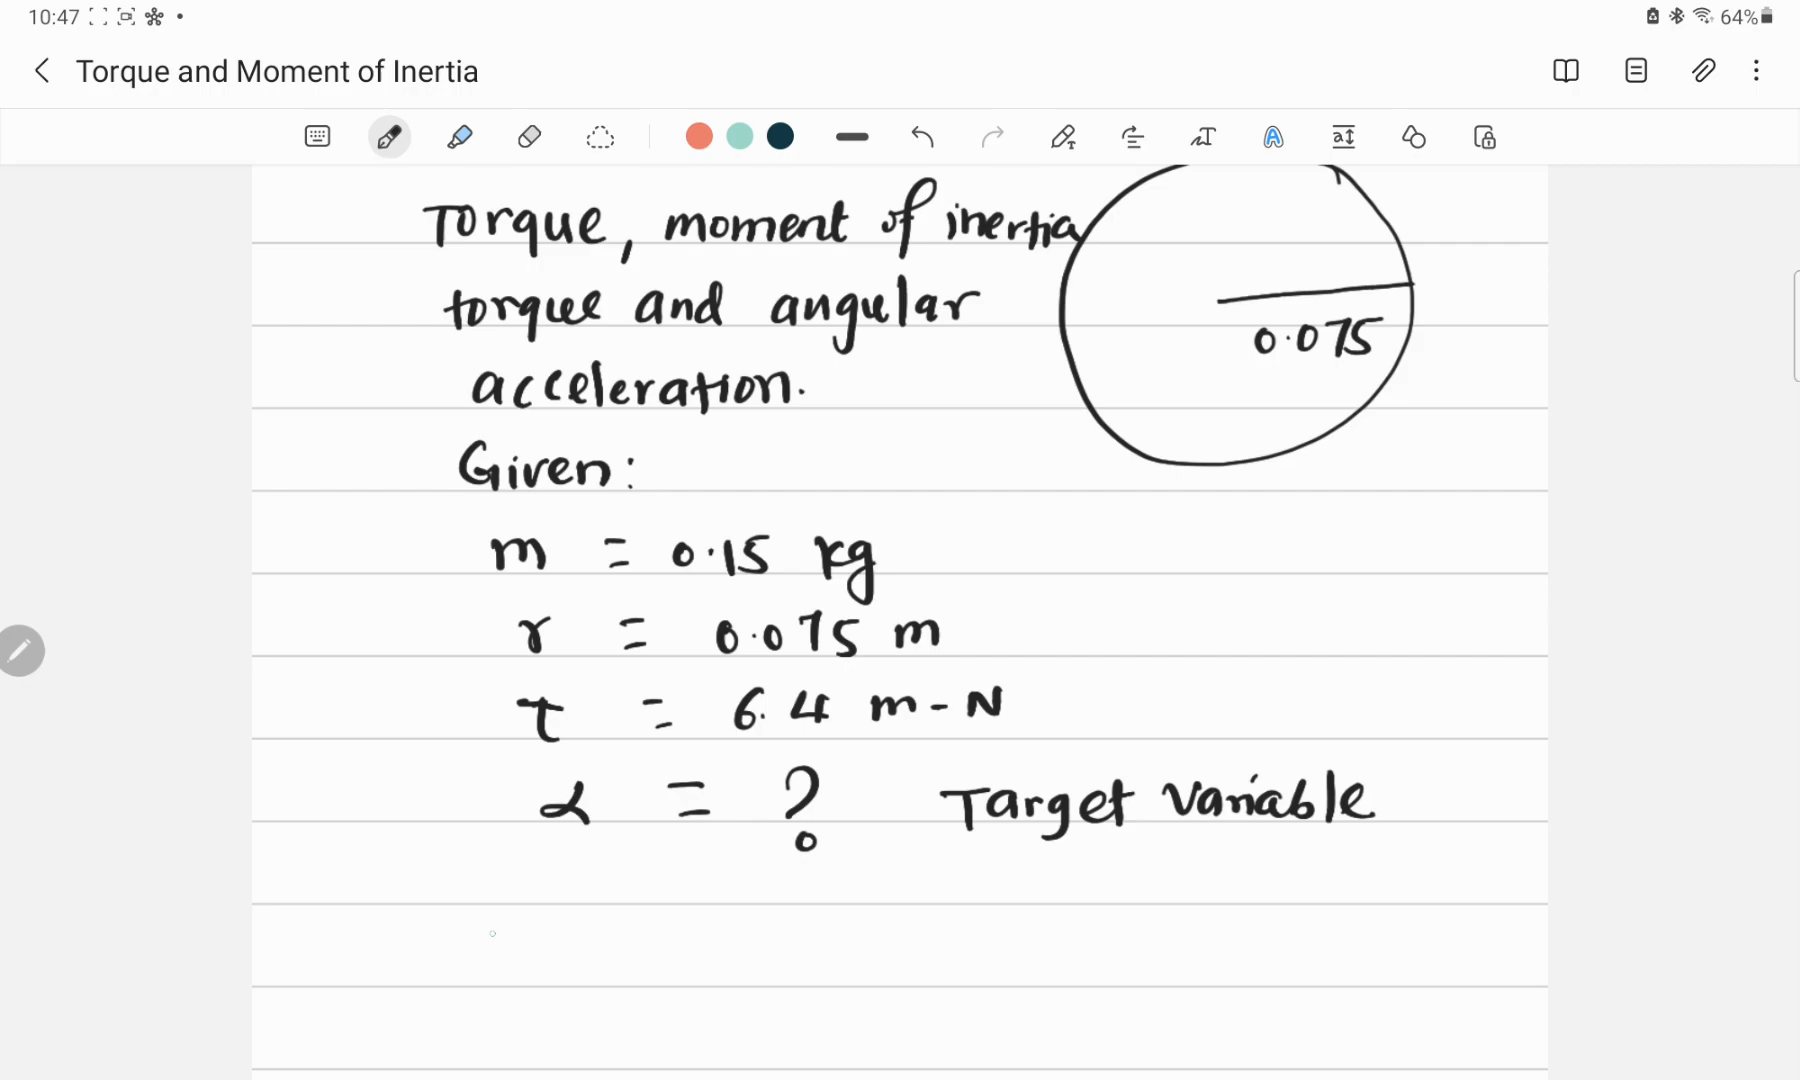 10:47 64%
Torque and Moment of Inertia
Torque, moment of inertia
torque and angular
acceleration.
0.075
Given:
m = 0.15 kg
r = 0.075 m
τ = 6.4 m-N
α = ? Target variable